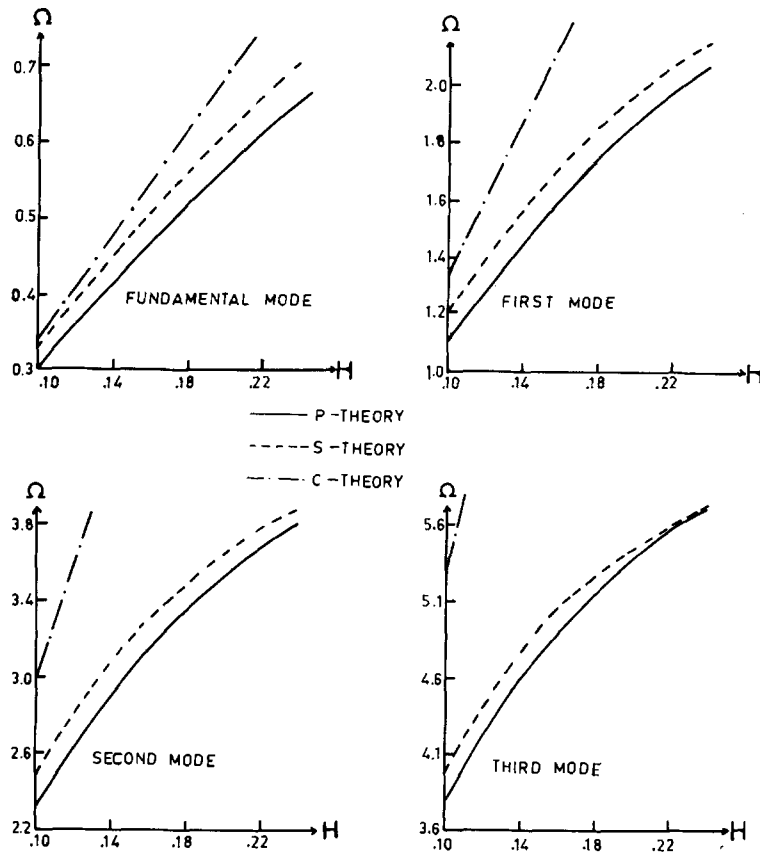 Ω
0.7
0.6
0.5
0.4
0.3
.10 .14 .18 .22 H
FUNDAMENTAL MODE
Ω
2.0
1.8
1.6
1.4
1.2
1.0
.10 .14 .18 .22 H
FIRST MODE
P-THEORY
S-THEORY
C-THEORY
Ω
3.8
3.4
3.0
2.6
2.2
.10 .14 .18 .22 H
SECOND MODE
Ω
5.6
5.1
4.6
4.1
3.6
.10 .14 .18 .22 H
THIRD MODE